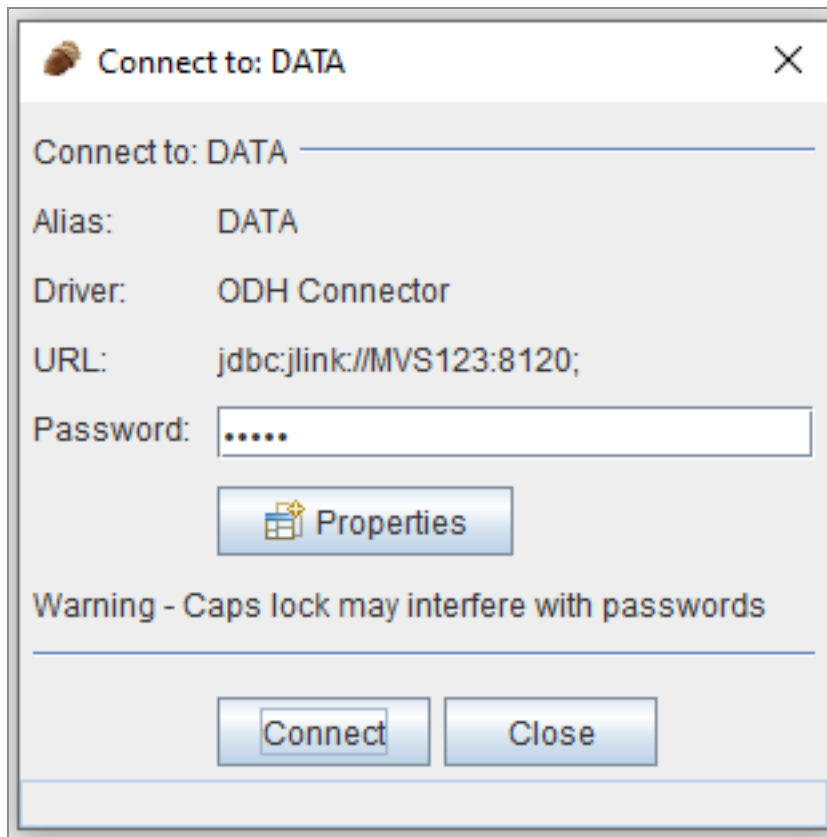 Connect to: DATA
Connect to: DATA
Alias: DATA
Driver: ODH Connector
URL: jdbc:jlink://MVS123:8120;
Password: •••••
Properties
Warning - Caps lock may interfere with passwords
Connect Close